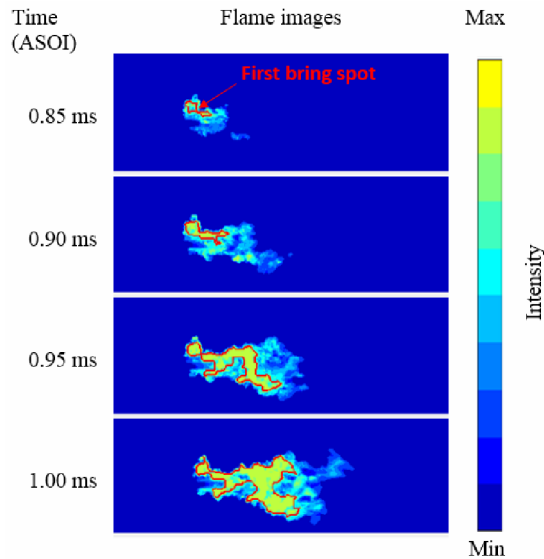 Time
(ASOI)
Flame images
Max
First bring spot
0.85 ms
0.90 ms
0.95 ms
1.00 ms
Intensity
Min